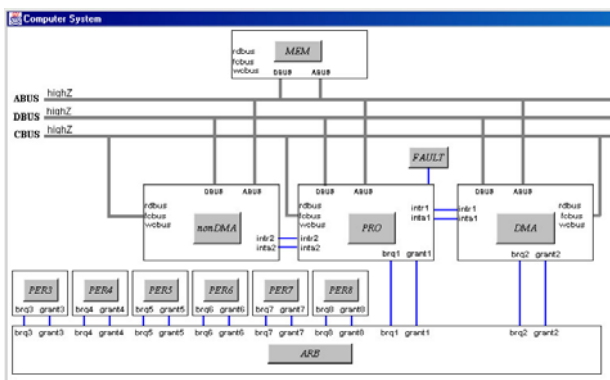 Computer System
rdbus
fcbus
wcbus
MEM
DBUS ABUS
ABUS highZ
DBUS highZ
CBUS highZ
FAULT
DBUS ABUS
DBUS ABUS
DBUS ABUS
rdbus
fcbus
wcbus
nonDMA
intr2
inta2
rdbus
fcbus
wcbus
PRO
intr2
inta2
intr1
inta1
brq1 grant1
intr1
inta1
DMA
rdbus
fcbus
wcbus
brq2 grant2
PER3 PER4 PER5 PER6 PER7 PER8
brq3 grant3 brq4 grant4 brq5 grant5 brq6 grant6 brq7 grant7 brq8 grant8
brq3 grant3 brq4 grant4 brq5 grant5 brq6 grant6 brq7 grant7 brq8 grant8 brq1 grant1 brq2 grant2
ARB